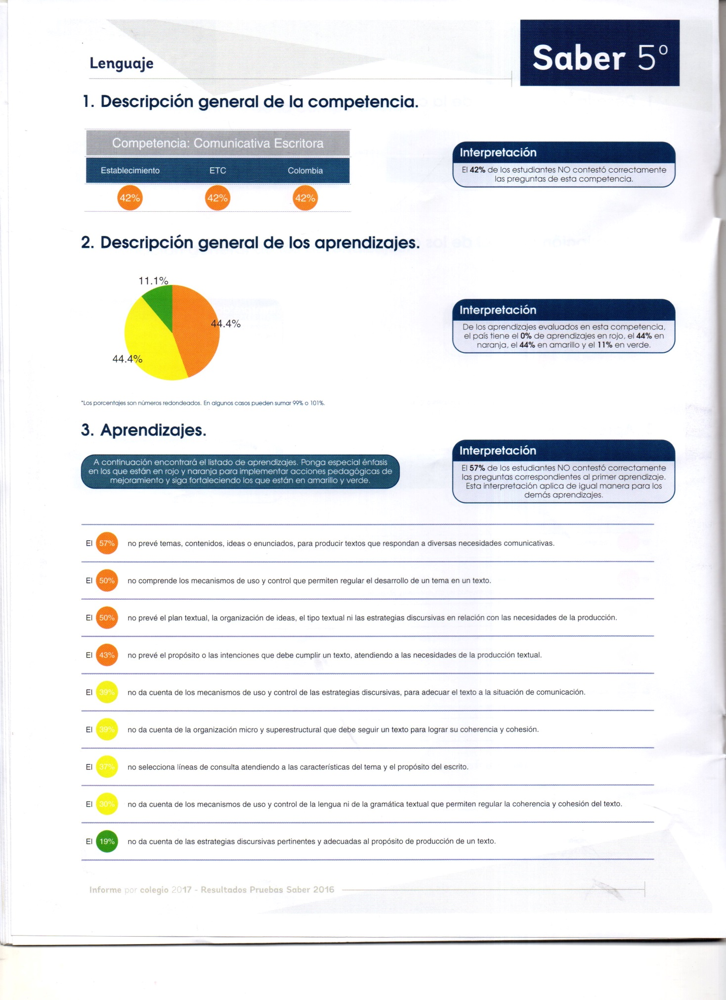 Lenguaje
Saber 5º
1. Descripción general de la competencia.
Competencia: Comunicativa Escritora
Establecimiento ETC Colombia
42% 42% 42%
Interpretación
El 42% de los estudiantes NO contestó correctamente
las preguntas de esta competencia.
2. Descripción general de los aprendizajes.
11.1%
44.4%
44.4%
Interpretación
De los aprendizajes evaluados en esta competencia,
el país tiene el 0% de aprendizajes en rojo, el 44% en
naranja, el 44% en amarillo y el 11% en verde.
*Los porcentajes son números redondeados. En algunos casos pueden sumar 99% o 101%.
3. Aprendizajes.
A continuación encontrará el listado de aprendizajes. Ponga especial énfasis
en los que están en rojo y naranja para implementar acciones pedagógicas de
mejoramiento y siga fortaleciendo los que están en amarillo y verde.
Interpretación
El 57% de los estudiantes NO contestó correctamente
las preguntas correspondientes al primer aprendizaje.
Esta interpretación aplica de igual manera para los
demás aprendizajes.
El 57% no prevé temas, contenidos, ideas o enunciados, para producir textos que respondan a diversas necesidades comunicativas.
El 50% no comprende los mecanismos de uso y control que permiten regular el desarrollo de un tema en un texto.
El 50% no prevé el plan textual, la organización de ideas, el tipo textual ni las estrategias discursivas en relación con las necesidades de la producción.
El 43% no prevé el propósito o las intenciones que debe cumplir un texto, atendiendo a las necesidades de la producción textual.
El 39% no da cuenta de los mecanismos de uso y control de las estrategias discursivas, para adecuar el texto a la situación de comunicación.
El 39% no da cuenta de la organización micro y superestructural que debe seguir un texto para lograr su coherencia y cohesión.
El 37% no selecciona líneas de consulta atendiendo a las características del tema y el propósito del escrito.
El 30% no da cuenta de los mecanismos de uso y control de la lengua ni de la gramática textual que permiten regular la coherencia y cohesión del texto.
El 19% no da cuenta de las estrategias discursivas pertinentes y adecuadas al propósito de producción de un texto.
Informe por colegio 2017 - Resultados Pruebas Saber 2016